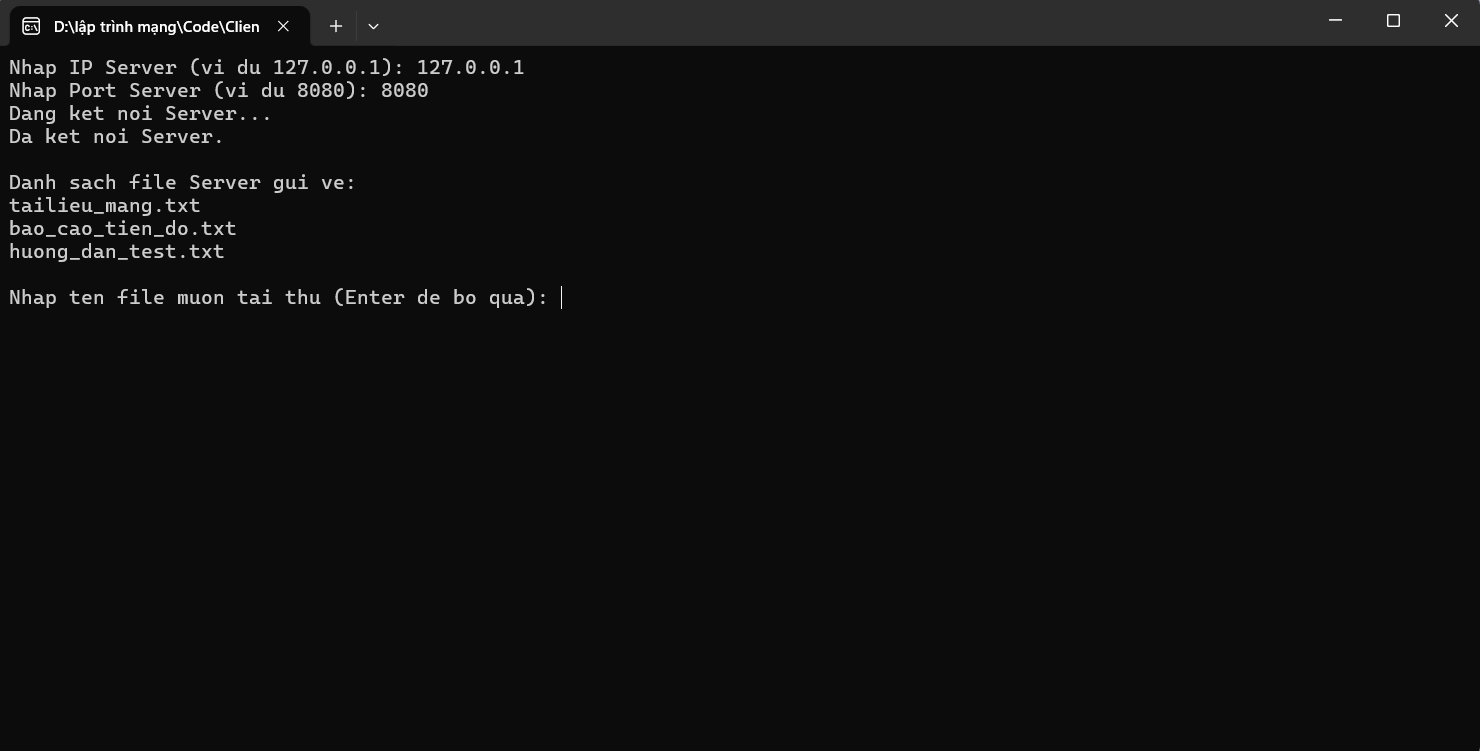 D:\lập trình mạng\Code\Clien
Nhap IP Server (vi du 127.0.0.1): 127.0.0.1
Nhap Port Server (vi du 8080): 8080
Dang ket noi Server...
Da ket noi Server.
Danh sach file Server gui ve:
tailieu_mang.txt
bao_cao_tien_do.txt
huong_dan_test.txt
Nhap ten file muon tai thu (Enter de bo qua):